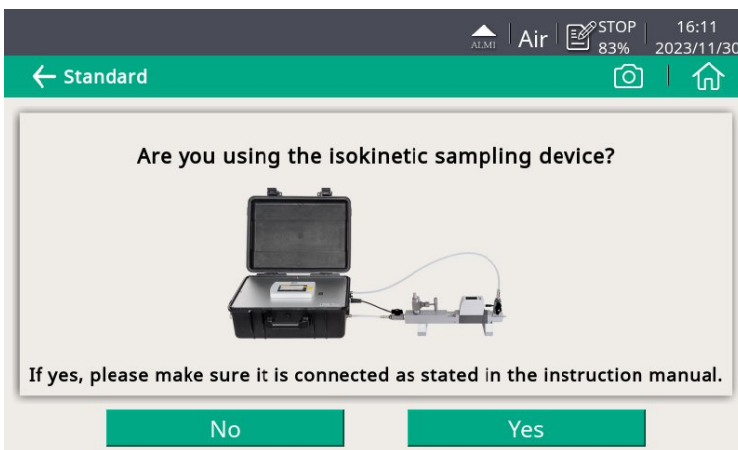 ALMI Air STOP 16:11
83% 2023/11/30
Standard
Are you using the isokinetic sampling device?
If yes, please make sure it is connected as stated in the instruction manual.
No Yes